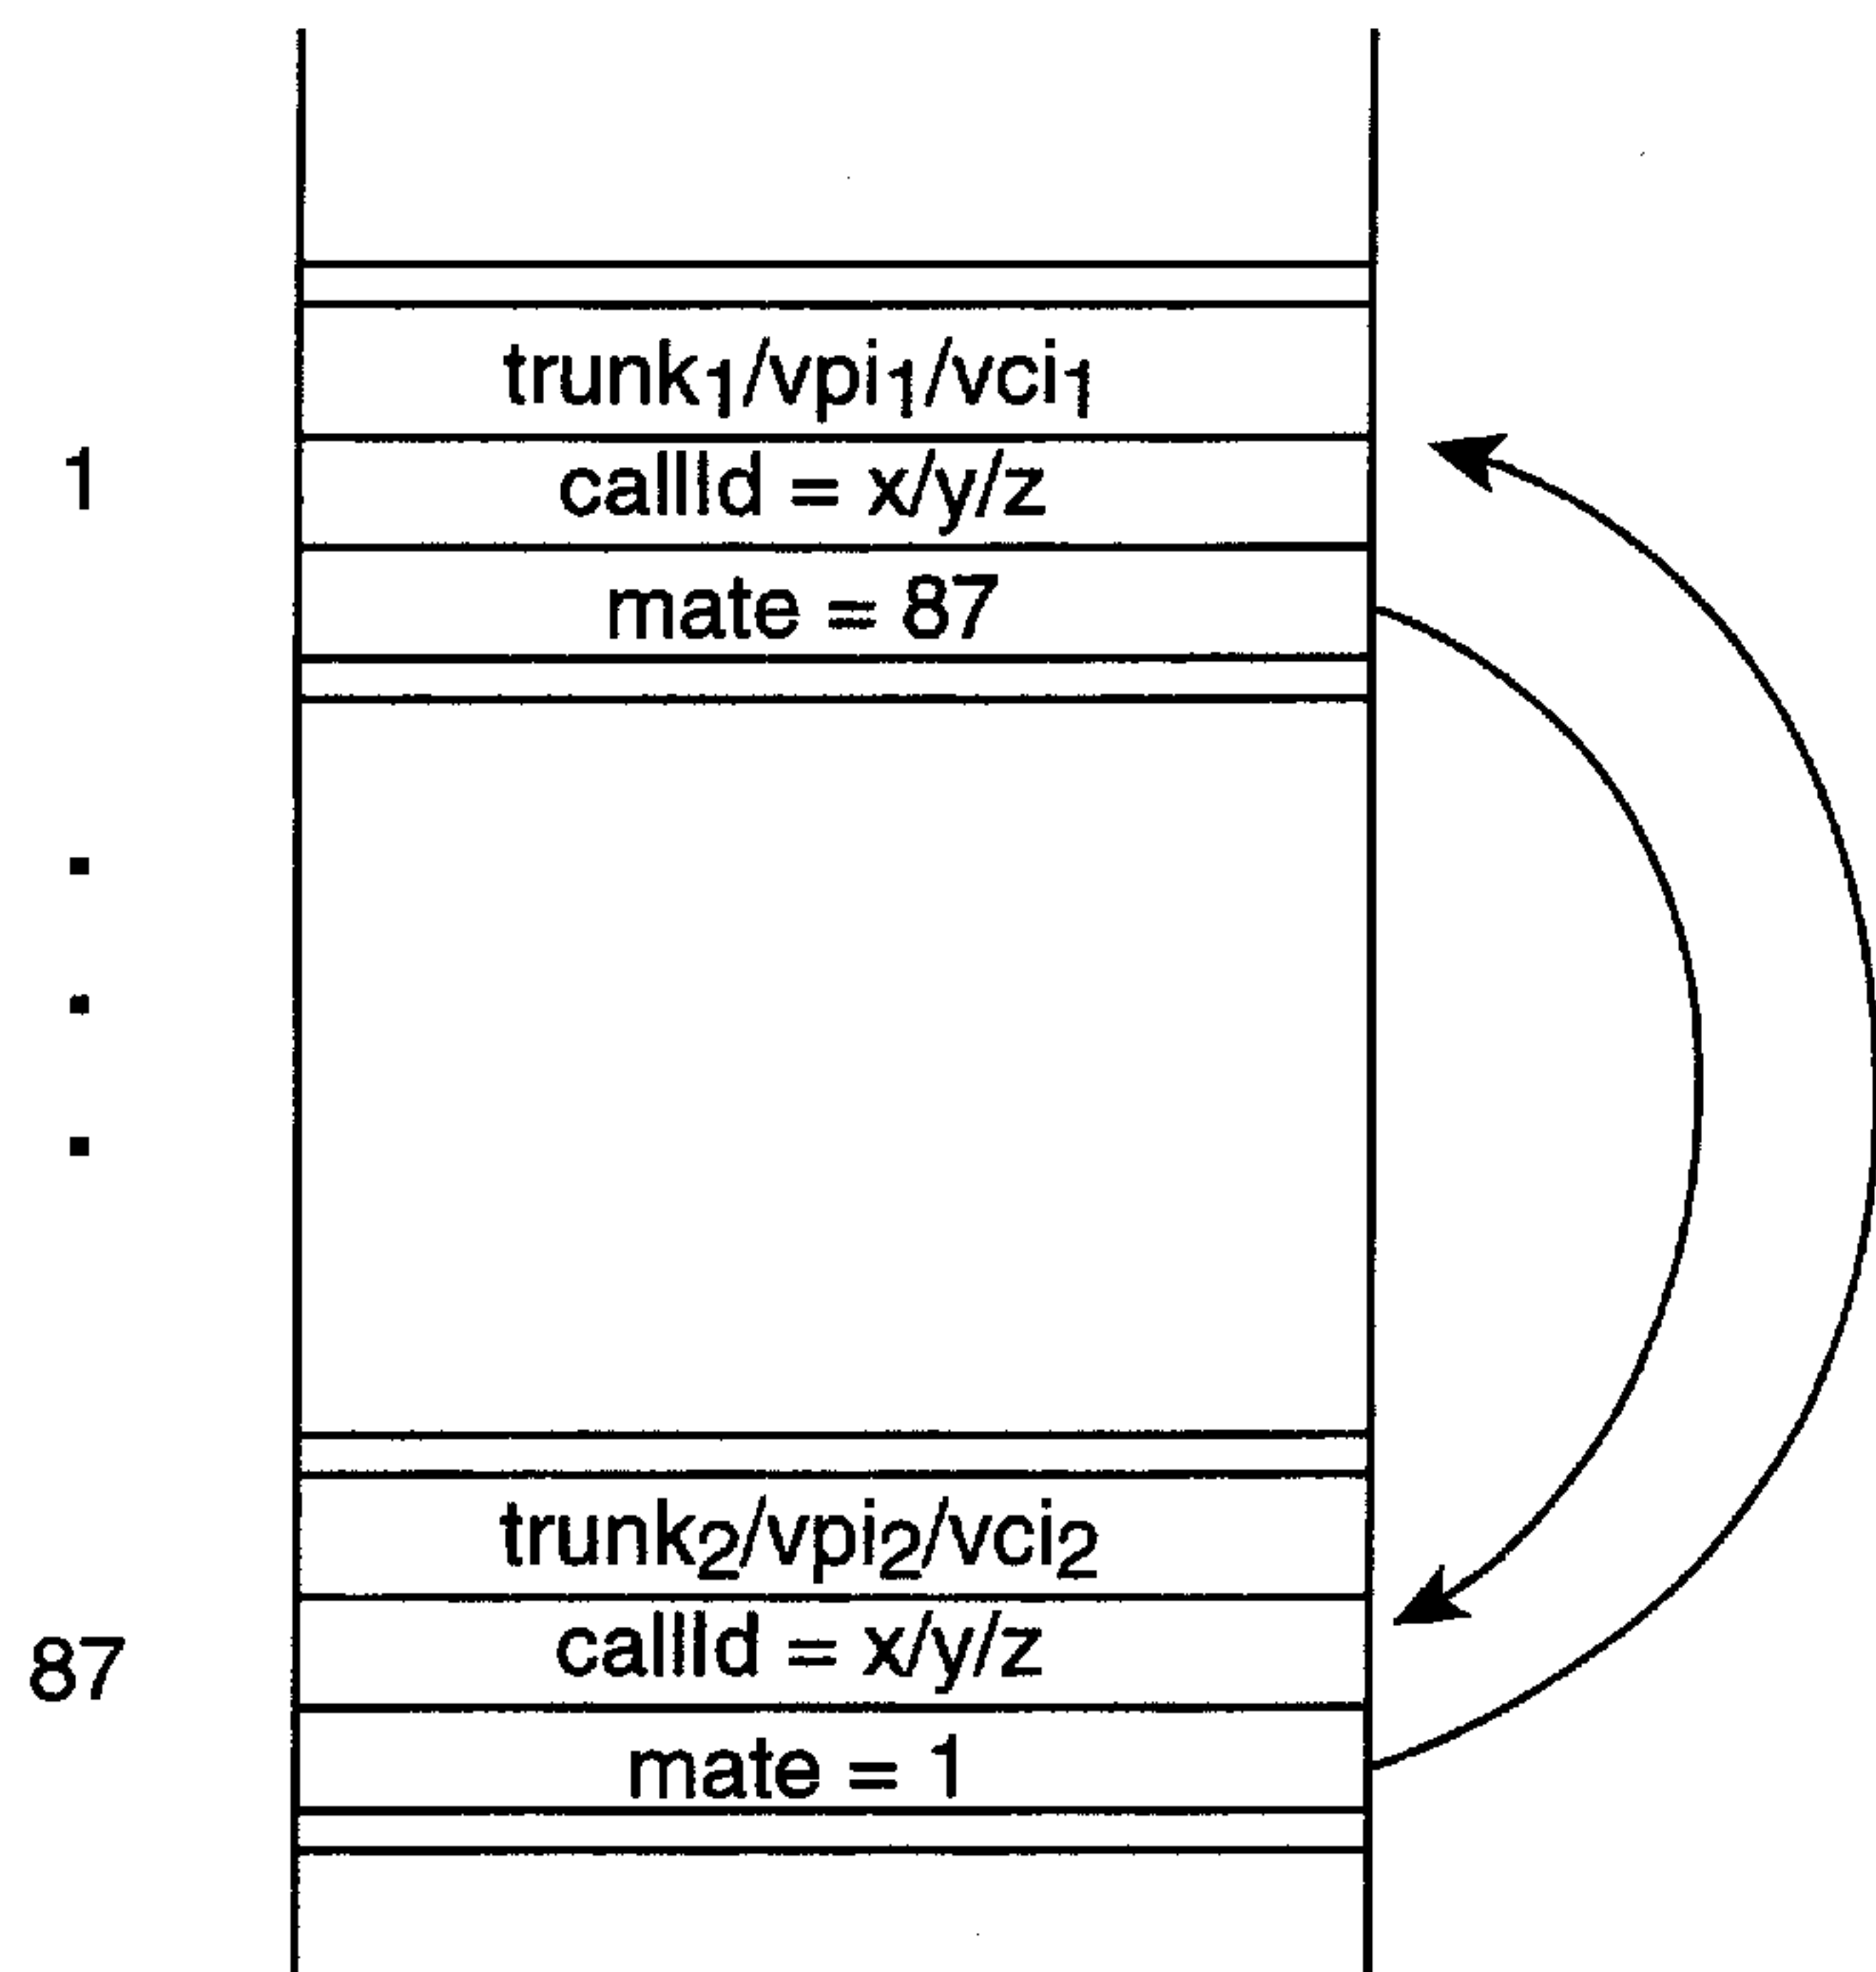 trunk₁/vpi₁/vci₁
1
callId = x/y/z
mate = 87
trunk₂/vpi₂/vci₂
87
callId = x/y/z
mate = 1